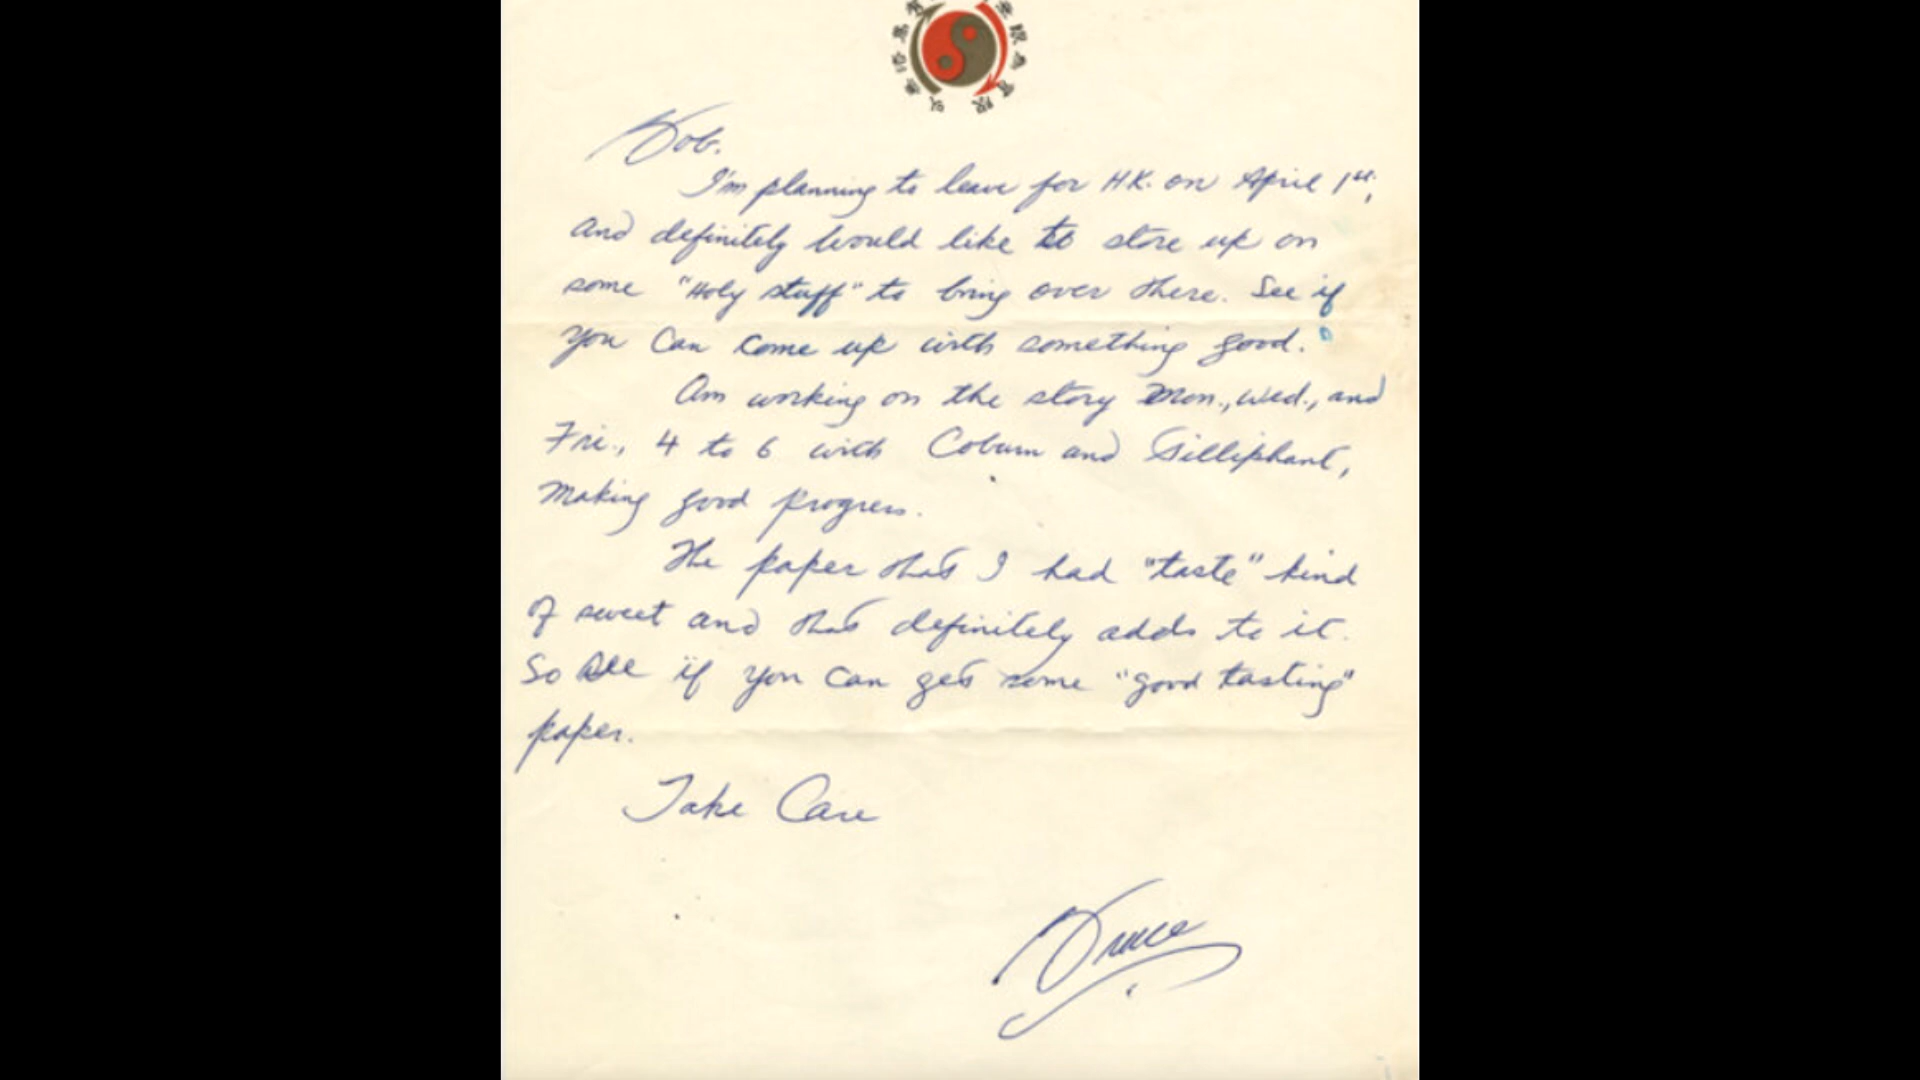 Bob.
I'm planning to leave for H.K. on April 1st,
and definitely would like to store up on
some "Holy stuff" to bring over there. See if
you can come up with something good.
Am working on the story Mon., Wed., and
Fri., 4 to 6 with Coburn and Silliphant,
making good progress.
The paper that I had "taste" kind
of sweet and that definitely adds to it.
So see if you can get some "good tasting"
paper.
Take Care
Bruce